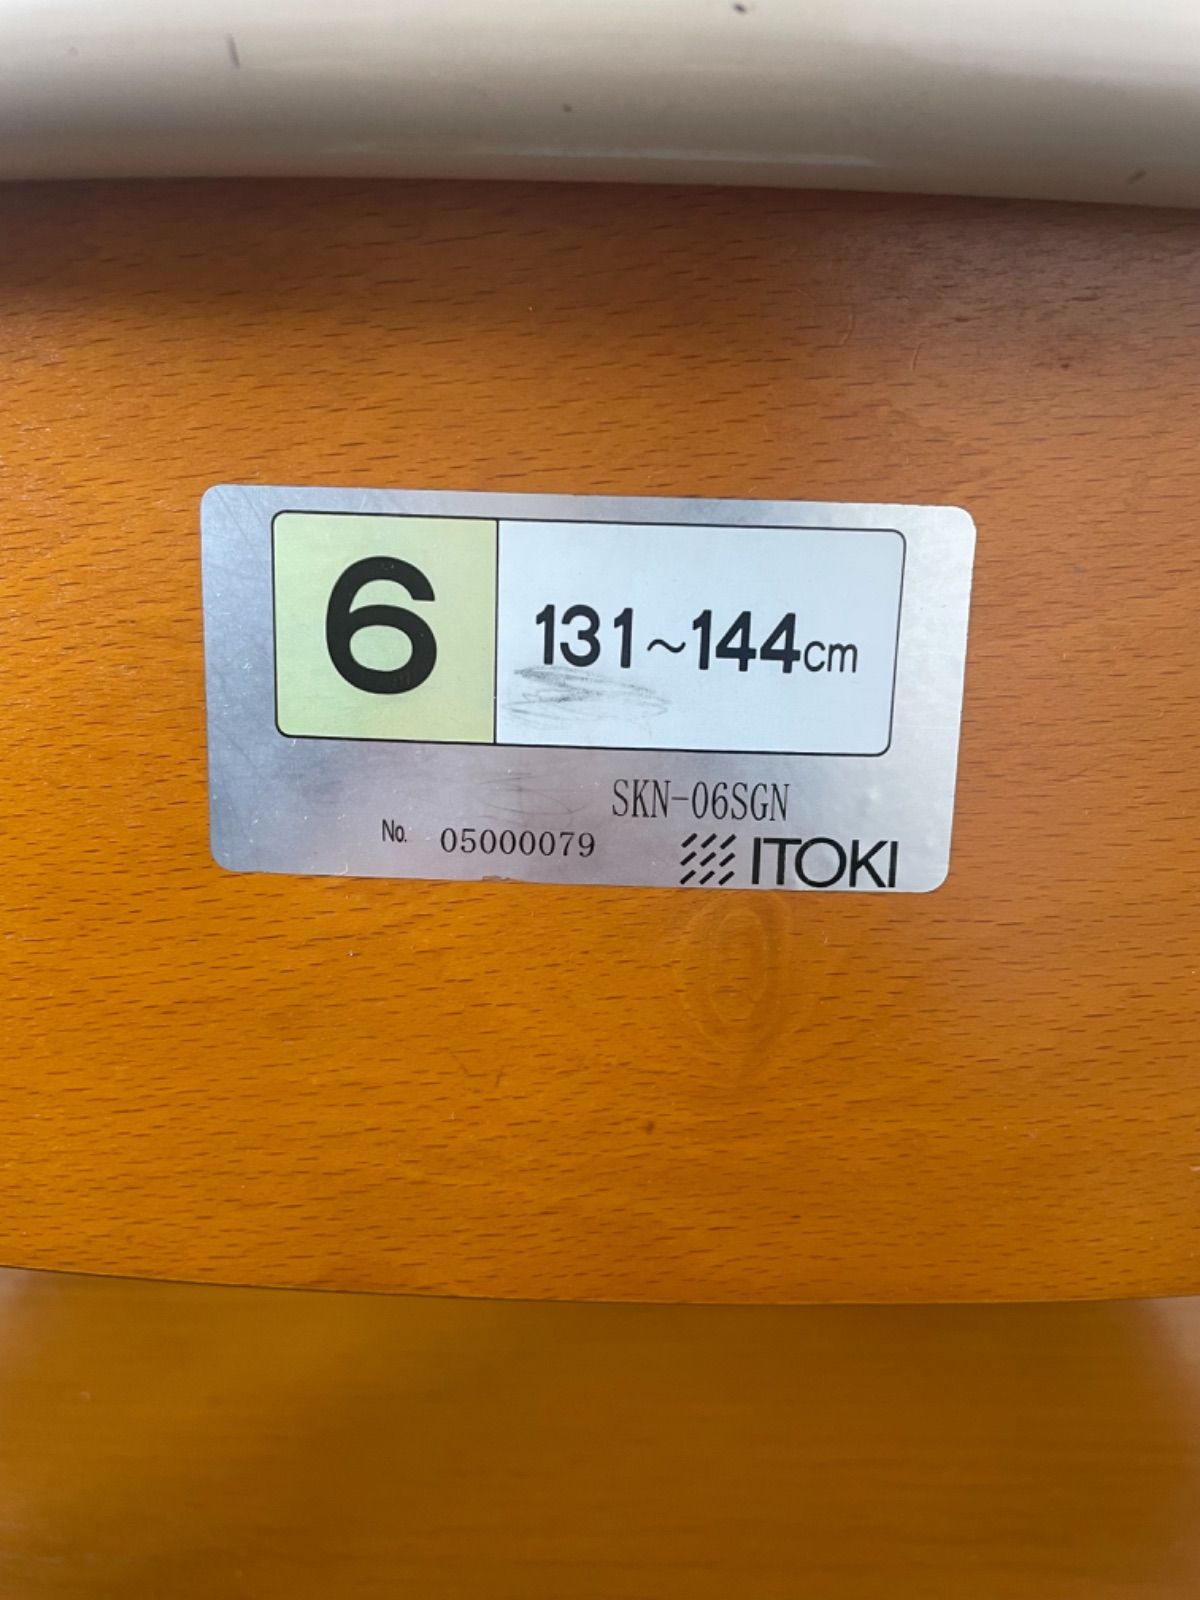 6
131~144cm
SKN-06SGN
No. 05000079
ITOKI